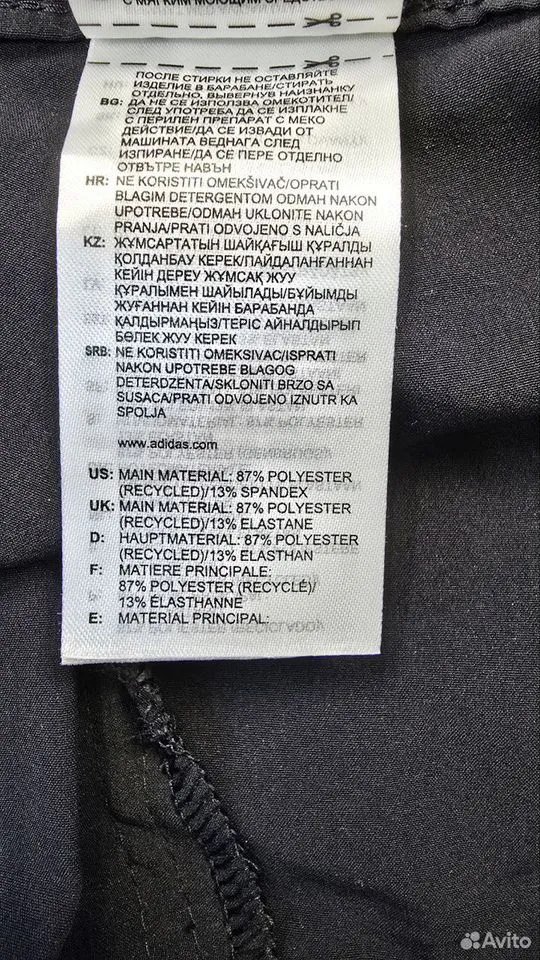 С МЯГКИМ МОЮЩИМ
ПОСЛЕ СТИРКИ НЕ ОСТАВЛЯЙТЕ
ИЗДЕЛИЕ В БАРАБАНЕ/СТИРАТЬ
ОТДЕЛЬНО, ВЫВЕРНУВ НАИЗНАНКУ
BG: ДА НЕ СЕ ИЗПОЛЗВА ОМЕКОТИТЕЛ/
СЛЕД УПОТРЕБА ДА СЕ ИЗПЛАКНЕ
С ПЕРИЛЕН ПРЕПАРАТ С МЕКО
ДЕЙСТВИЕ/ДА СЕ ИЗВАДИ ОТ
МАШИНАТА ВЕДНАГА СЛЕД
ИЗПИРАНЕ/ДА СЕ ПЕРЕ ОТДЕЛНО
ОТВЪТРЕ НАВЪН
HR: NE KORISTITI OMEKŠIVAČ/OPRATI
BLAGIM DETERGENTOM ODMAH NAKON
UPOTREBE/ODMAH UKLONITE NAKON
PRANJA/PRATI ODVOJENO S NALIČJA
KZ: ЖҰМСАРТАТЫН ШАЙҚАҒЫШ ҚҰРАЛДЫ
ҚОЛДАНБАУ КЕРЕК/ПАЙДАЛАНҒАННАН
КЕЙІН ДЕРЕУ ЖҰМСАҚ ЖУУ
ҚҰРАЛЫМЕН ШАЙЫЛАДЫ/БҰЙЫМДЫ
ЖУҒАННАН КЕЙІН БАРАБАНДА
ҚАЛДЫРМАҢЫЗ/ТЕРІС АЙНАЛДЫРЫП
БӨЛЕК ЖУУ КЕРЕК
SRB: NE KORISTITI OMEKSIVAC/ISPRATI
NAKON UPOTREBE BLAGOG
DETERDZENTA/SKLONITI BRZO SA
SUSACA/PRATI ODVOJENO IZNUTR KA
SPOLJA
www.adidas.com
US: MAIN MATERIAL: 87% POLYESTER
(RECYCLED)/13% SPANDEX
UK: MAIN MATERIAL: 87% POLYESTER
(RECYCLED)/13% ELASTANE
D: HAUPTMATERIAL: 87% POLYESTER
(RECYCLED)/13% ELASTHAN
F: MATIERE PRINCIPALE:
87% POLYESTER (RECYCLÉ)/
13% ÉLASTHANNE
E: MATERIAL PRINCIPAL:
Avito